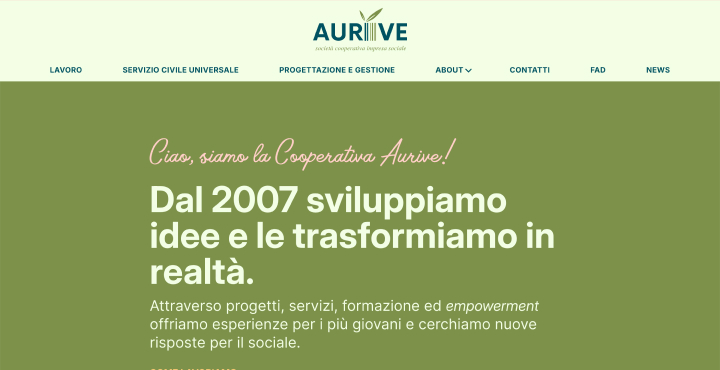 AURIVE
società cooperativa impresa sociale
LAVORO SERVIZIO CIVILE UNIVERSALE PROGETTAZIONE E GESTIONE ABOUT CONTATTI FAD NEWS
Ciao, siamo la Cooperativa Aurive!
Dal 2007 sviluppiamo
idee e le trasformiamo in
realtà.
Attraverso progetti, servizi, formazione ed empowerment
offriamo esperienze per i più giovani e cerchiamo nuove
risposte per il sociale.